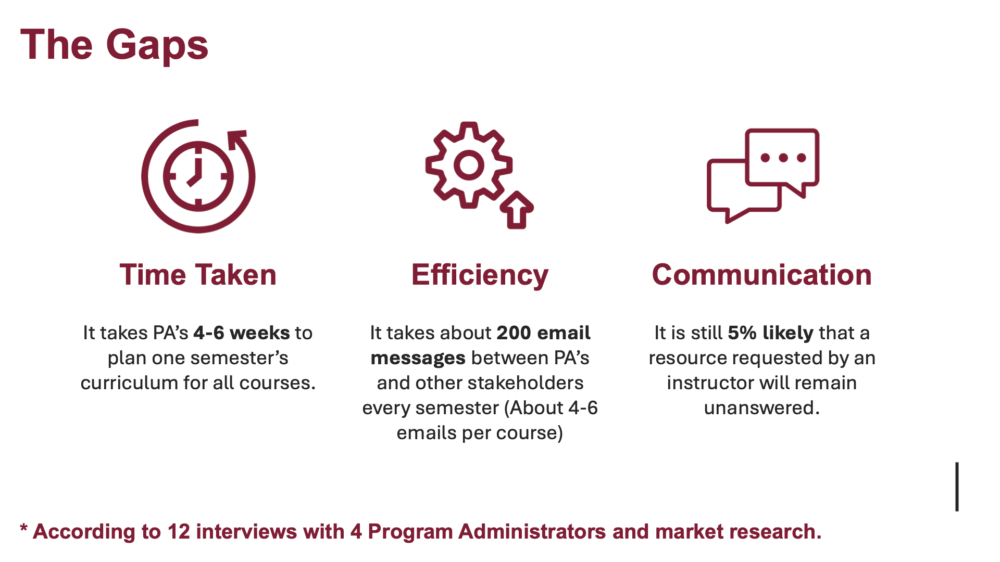 The Gaps
Time Taken
It takes PA’s 4-6 weeks to
plan one semester’s
curriculum for all courses.
Efficiency
It takes about 200 email
messages between PA’s
and other stakeholders
every semester (About 4-6
emails per course)
Communication
It is still 5% likely that a
resource requested by an
instructor will remain
unanswered.
* According to 12 interviews with 4 Program Administrators and market research.